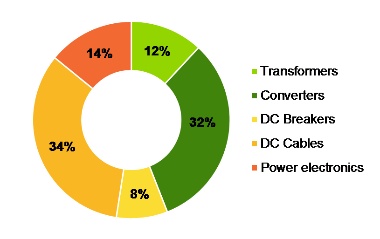 14%
12%
32%
8%
34%
Transformers
Converters
DC Breakers
DC Cables
Power electronics